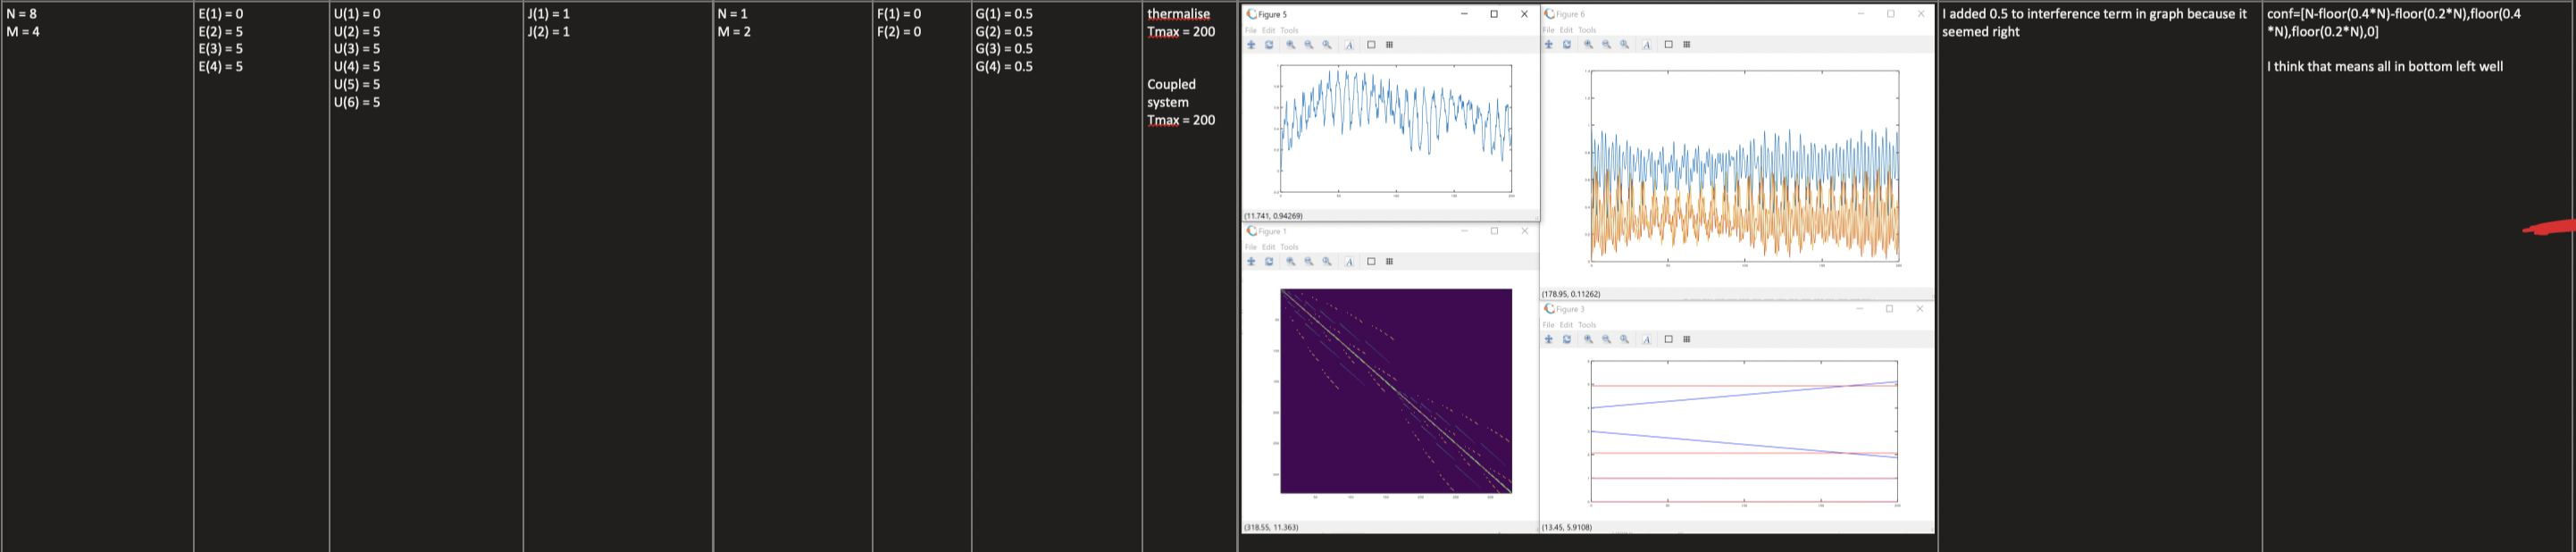 N = 8
M = 4
E(1) = 0
E(2) = 5
E(3) = 5
E(4) = 5
U(1) = 0
U(2) = 5
U(3) = 5
U(4) = 5
U(5) = 5
U(6) = 5
J(1) = 1
J(2) = 1
N = 1
M = 2
F(1) = 0
F(2) = 0
G(1) = 0.5
G(2) = 0.5
G(3) = 0.5
G(4) = 0.5
thermalise
Tmax = 200
Coupled
system
Tmax = 200
Figure 5
File Edit Tools
(11.741, 0.94269)
Figure 1
File Edit Tools
(318.55, 11.363)
Figure 6
File Edit Tools
(178.95, 0.11262)
Figure 3
File Edit Tools
(13.45, 5.9108)
I added 0.5 to interference term in graph because it
seemed right
conf=[N-floor(0.4*N)-floor(0.2*N),floor(0.4
*N),floor(0.2*N),0]
I think that means all in bottom left well